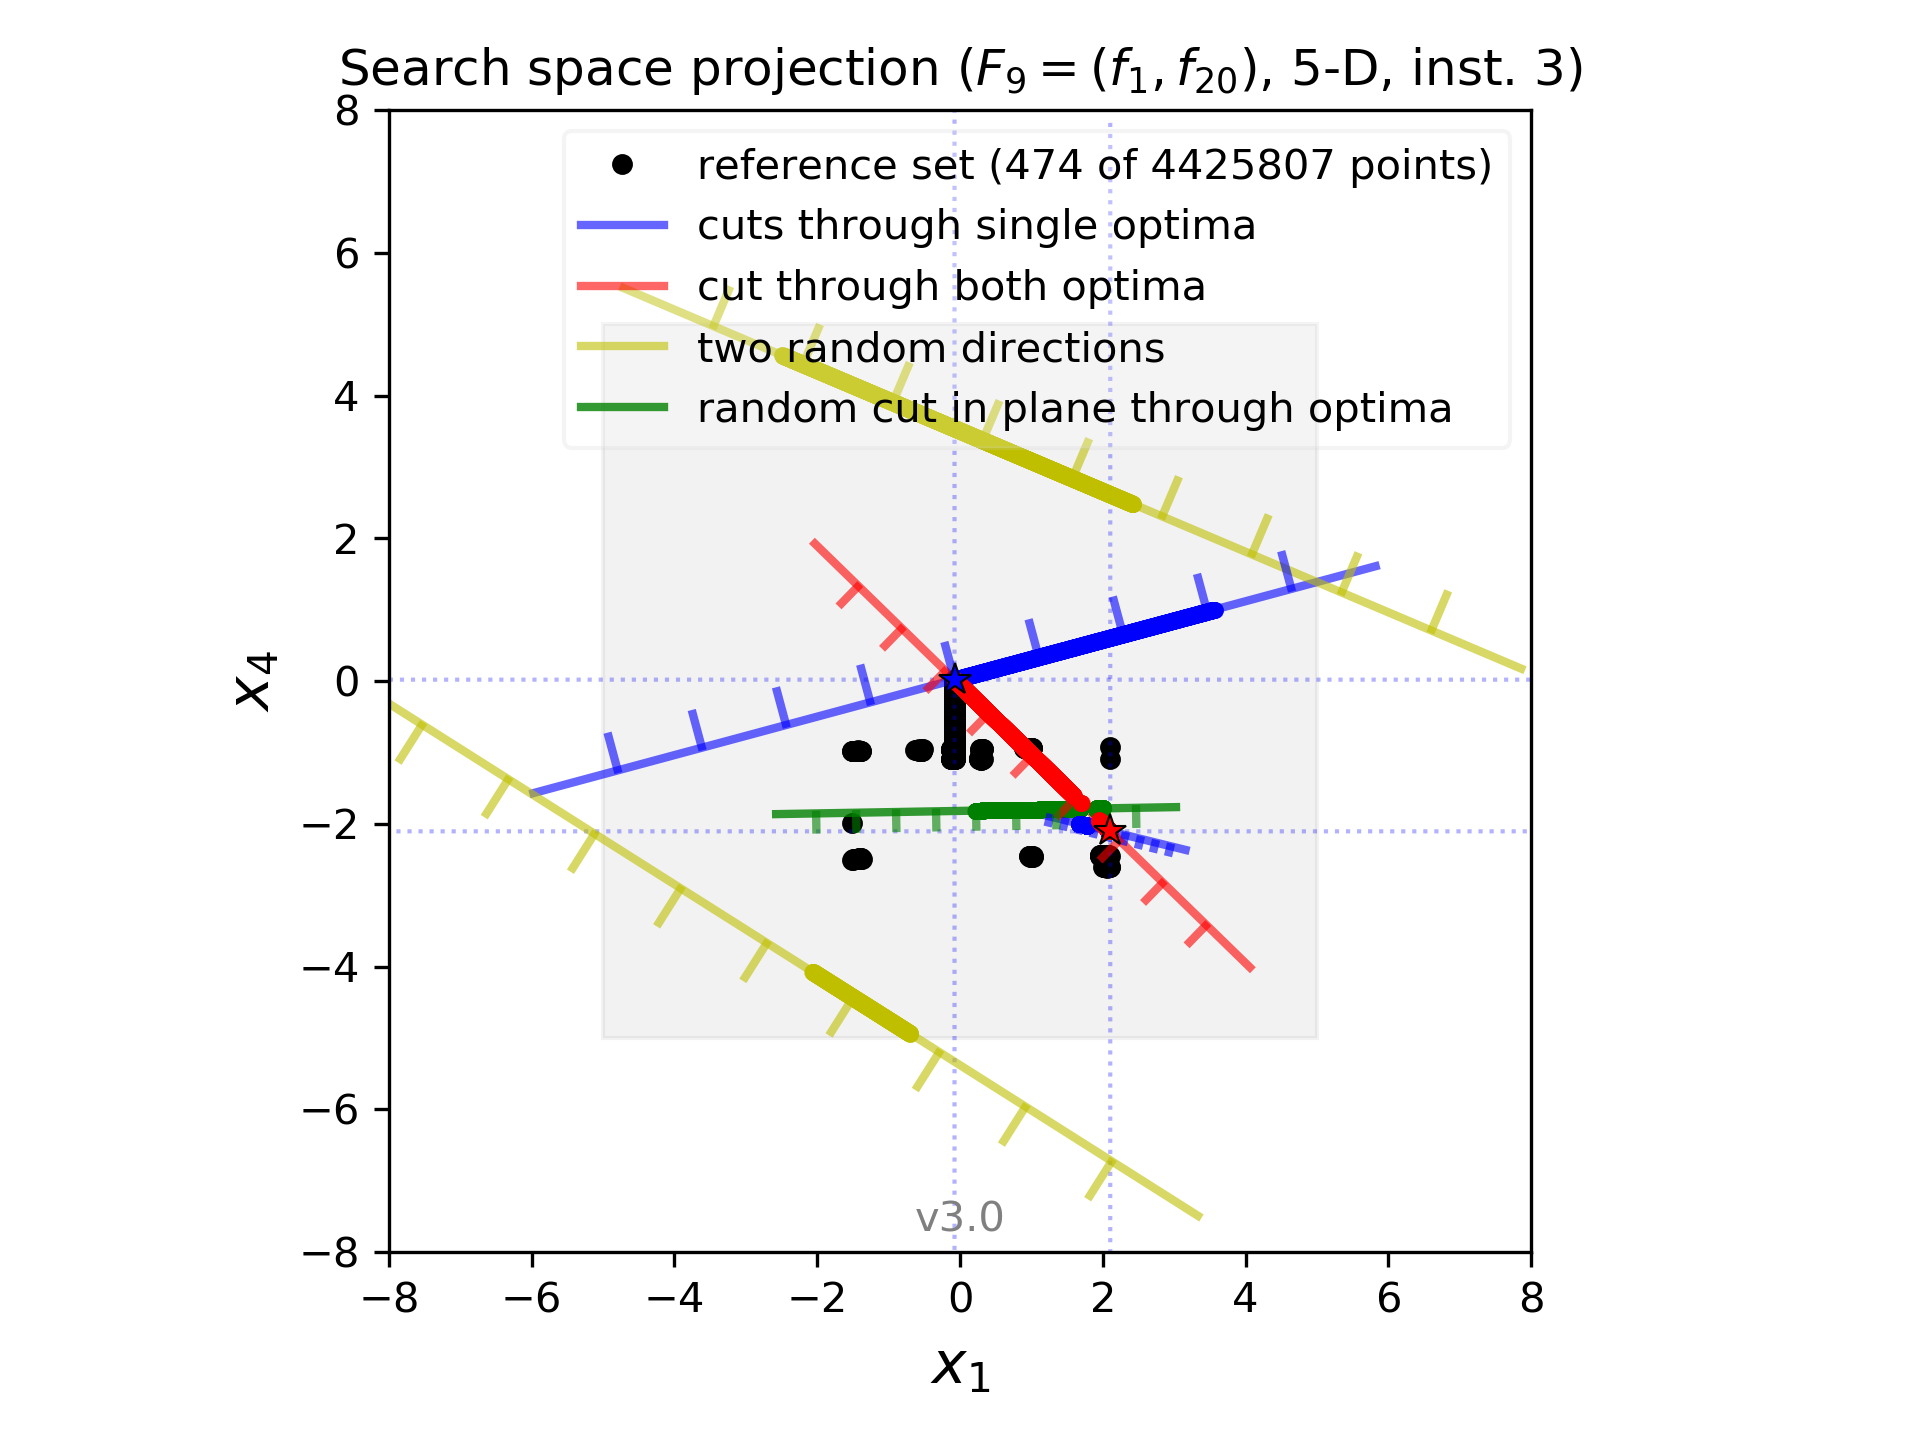 Search space projection (F₉ = (f₁, f₂₀), 5-D, inst. 3)
8
reference set (474 of 4425807 points)
cuts through single optima
6
cut through both optima
two random directions
4
random cut in plane through optima
2
x₄
0
−2
−4
−6
v3.0
−8
−8 −6 −4 −2 0 2 4 6 8
x₁